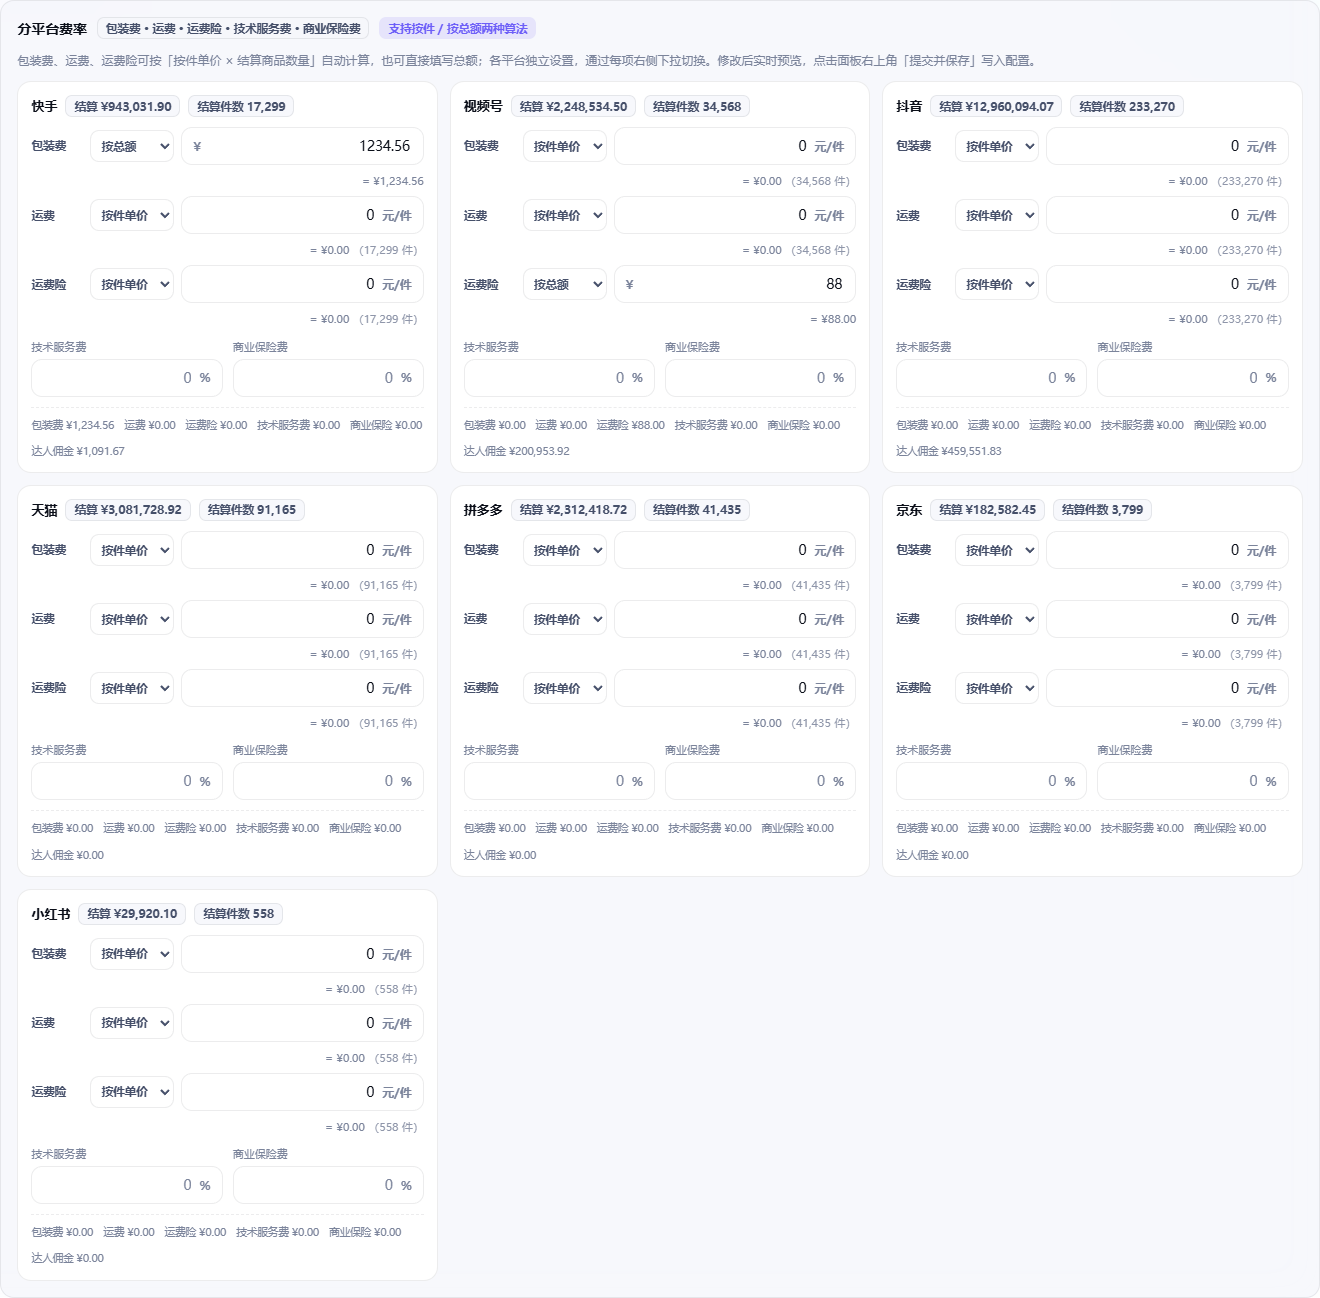 分平台费率 包装费 • 运费 • 运费险 • 技术服务费 • 商业保险费 支持按件 / 按总额两种算法
包装费、运费、运费险可按「按件单价 × 结算商品数量」自动计算，也可直接填写总额；各平台独立设置，通过每项右侧下拉切换。修改后实时预览，点击面板右上角「提交并保存」写入配置。
快手 结算 ¥943,031.90 结算件数 17,299
包装费 按总额 ¥ 1234.56
= ¥1,234.56
运费 按件单价 0 元/件
= ¥0.00 (17,299 件)
运费险 按件单价 0 元/件
= ¥0.00 (17,299 件)
技术服务费 商业保险费
0 % 0 %
包装费 ¥1,234.56 运费 ¥0.00 运费险 ¥0.00 技术服务费 ¥0.00 商业保险 ¥0.00
达人佣金 ¥1,091.67
视频号 结算 ¥2,248,534.50 结算件数 34,568
包装费 按件单价 0 元/件
= ¥0.00 (34,568 件)
运费 按件单价 0 元/件
= ¥0.00 (34,568 件)
运费险 按总额 ¥ 88
= ¥88.00
技术服务费 商业保险费
0 % 0 %
包装费 ¥0.00 运费 ¥0.00 运费险 ¥88.00 技术服务费 ¥0.00 商业保险 ¥0.00
达人佣金 ¥200,953.92
抖音 结算 ¥12,960,094.07 结算件数 233,270
包装费 按件单价 0 元/件
= ¥0.00 (233,270 件)
运费 按件单价 0 元/件
= ¥0.00 (233,270 件)
运费险 按件单价 0 元/件
= ¥0.00 (233,270 件)
技术服务费 商业保险费
0 % 0 %
包装费 ¥0.00 运费 ¥0.00 运费险 ¥0.00 技术服务费 ¥0.00 商业保险 ¥0.00
达人佣金 ¥459,551.83
天猫 结算 ¥3,081,728.92 结算件数 91,165
包装费 按件单价 0 元/件
= ¥0.00 (91,165 件)
运费 按件单价 0 元/件
= ¥0.00 (91,165 件)
运费险 按件单价 0 元/件
= ¥0.00 (91,165 件)
技术服务费 商业保险费
0 % 0 %
包装费 ¥0.00 运费 ¥0.00 运费险 ¥0.00 技术服务费 ¥0.00 商业保险 ¥0.00
达人佣金 ¥0.00
拼多多 结算 ¥2,312,418.72 结算件数 41,435
包装费 按件单价 0 元/件
= ¥0.00 (41,435 件)
运费 按件单价 0 元/件
= ¥0.00 (41,435 件)
运费险 按件单价 0 元/件
= ¥0.00 (41,435 件)
技术服务费 商业保险费
0 % 0 %
包装费 ¥0.00 运费 ¥0.00 运费险 ¥0.00 技术服务费 ¥0.00 商业保险 ¥0.00
达人佣金 ¥0.00
京东 结算 ¥182,582.45 结算件数 3,799
包装费 按件单价 0 元/件
= ¥0.00 (3,799 件)
运费 按件单价 0 元/件
= ¥0.00 (3,799 件)
运费险 按件单价 0 元/件
= ¥0.00 (3,799 件)
技术服务费 商业保险费
0 % 0 %
包装费 ¥0.00 运费 ¥0.00 运费险 ¥0.00 技术服务费 ¥0.00 商业保险 ¥0.00
达人佣金 ¥0.00
小红书 结算 ¥29,920.10 结算件数 558
包装费 按件单价 0 元/件
= ¥0.00 (558 件)
运费 按件单价 0 元/件
= ¥0.00 (558 件)
运费险 按件单价 0 元/件
= ¥0.00 (558 件)
技术服务费 商业保险费
0 % 0 %
包装费 ¥0.00 运费 ¥0.00 运费险 ¥0.00 技术服务费 ¥0.00 商业保险 ¥0.00
达人佣金 ¥0.00